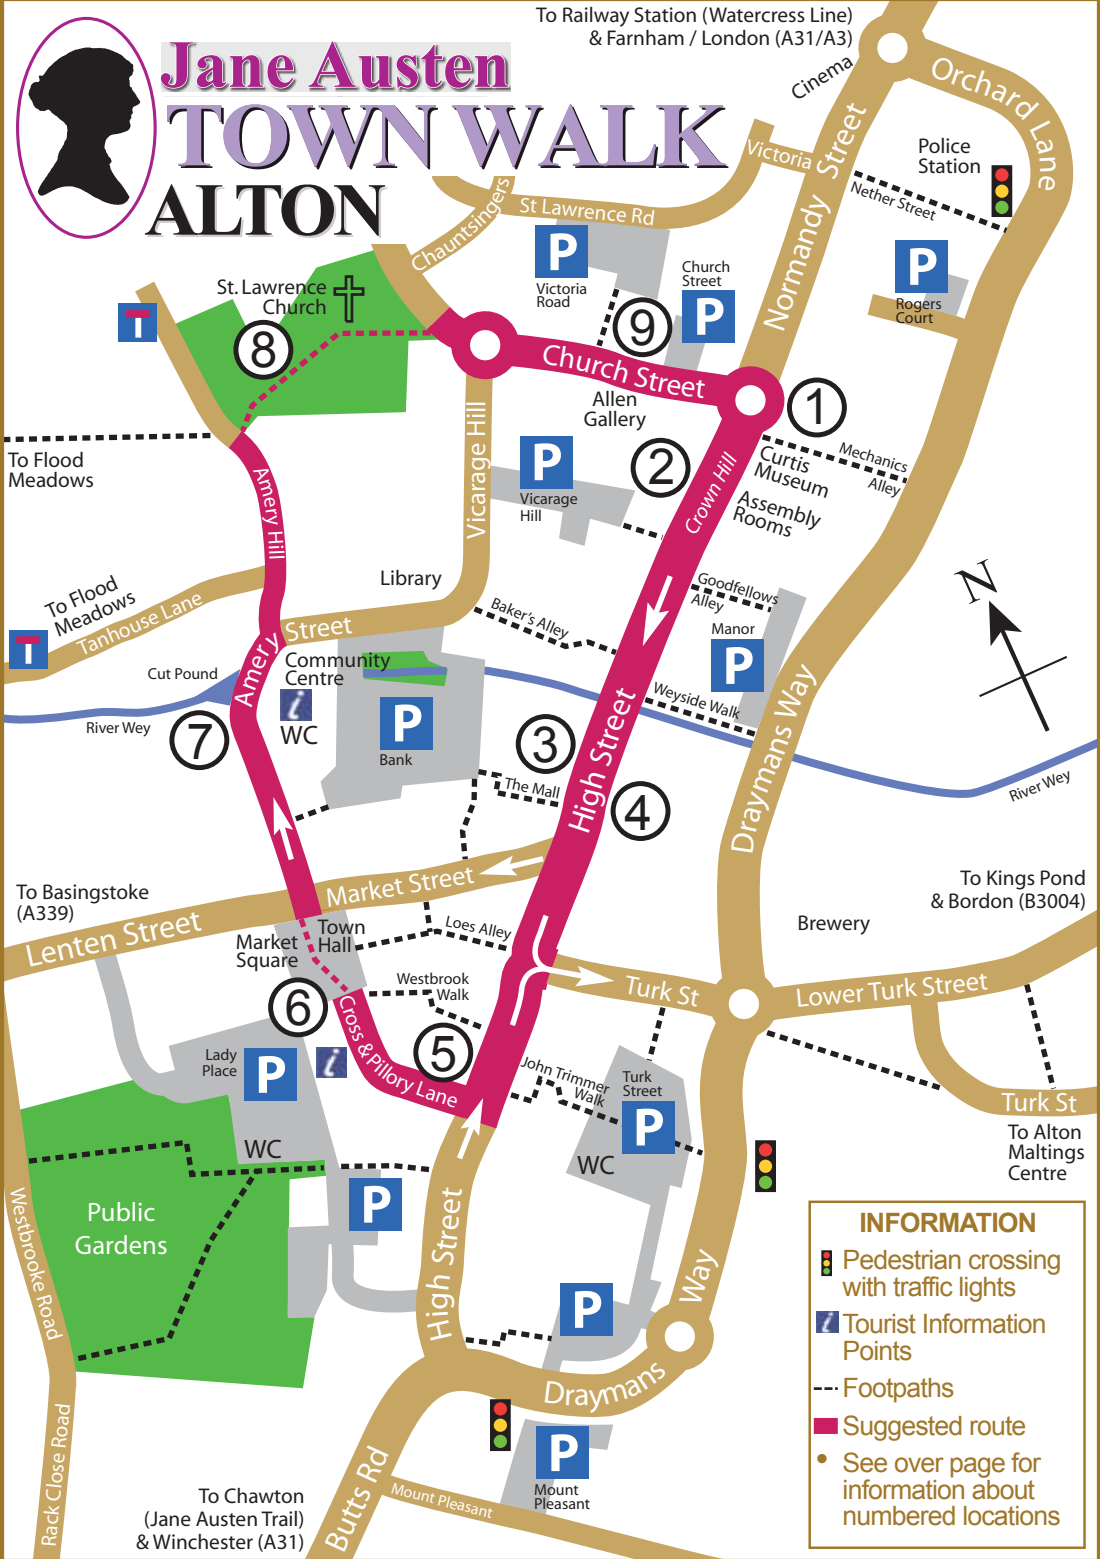 Jane Austen
TOWN WALK
ALTON
To Railway Station (Watercress Line)
& Farnham / London (A31/A3)
Cinema
Orchard Lane
Police
Station
Victoria
Normandy Street
Nether Street
Chauntsingers
St Lawrence Rd
P
Victoria
Road
Church
Street
P
P
Rogers
Court
St. Lawrence
Church
T
8
9
Church Street
1
Allen
Gallery
2
Crown Hill
Curtis
Museum
Mechanics
Alley
Assembly
Rooms
To Flood
Meadows
Amery Hill
Vicarage Hill
P
Vicarage
Hill
Library
To Flood
Meadows
Tanhouse Lane
T
Baker's Alley
Goodfellows
Alley
Manor
P
N
Amery Street
Community
Centre
Cut Pound
i
WC
P
Bank
River Wey
7
Weyside Walk
High Street
3
The Mall
4
Draymans Way
River Wey
To Basingstoke
(A339)
Lenten Street
Market Street
To Kings Pond
& Bordon (B3004)
Brewery
Market
Square
Town
Hall
Loes Alley
Westbrook
Walk
Turk St
Lower Turk Street
6
Cross & Pillory Lane
5
Lady
Place
P
i
John Trimmer
Walk
Turk
Street
P
WC
Turk St
To Alton
Maltings
Centre
WC
P
Public
Gardens
Westbrooke Road
High Street
Way
P
Draymans
Rack Close Road
P
Mount
Pleasant
Butts Rd
Mount Pleasant
To Chawton
(Jane Austen Trail)
& Winchester (A31)
INFORMATION
Pedestrian crossing
with traffic lights
i
Tourist Information
Points
Footpaths
Suggested route
• See over page for
information about
numbered locations